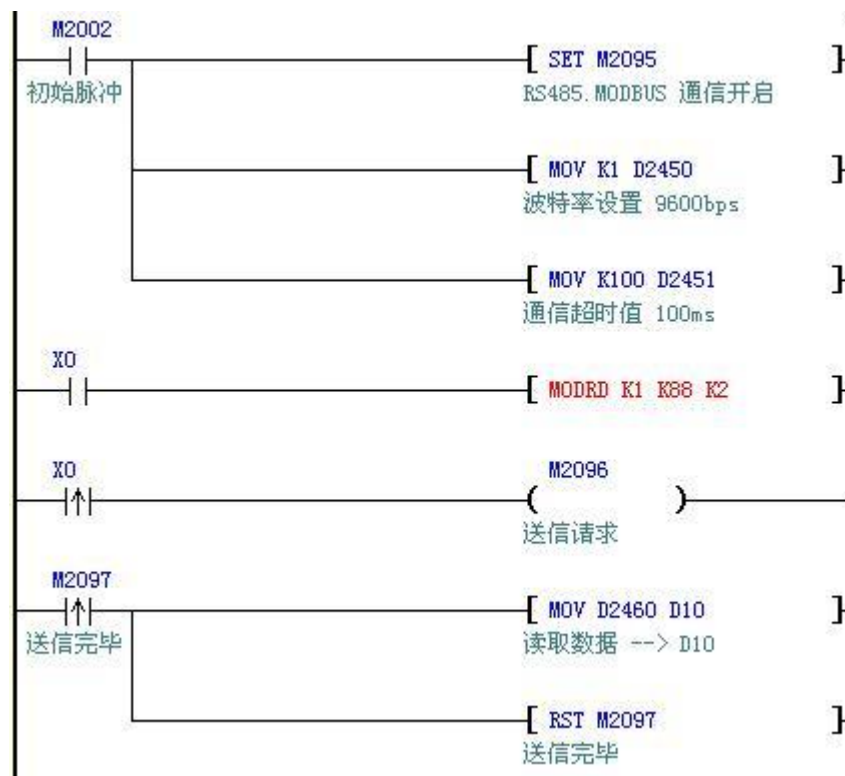 M2002
SET M2095
初始脉冲
RS485.MODBUS 通信开启
MOV K1 D2450
波特率设置 9600bps
MOV K100 D2451
通信超时值 100ms
X0
MODRD K1 K88 K2
X0
M2096
送信请求
M2097
MOV D2460 D10
送信完毕
读取数据 --> D10
RST M2097
送信完毕